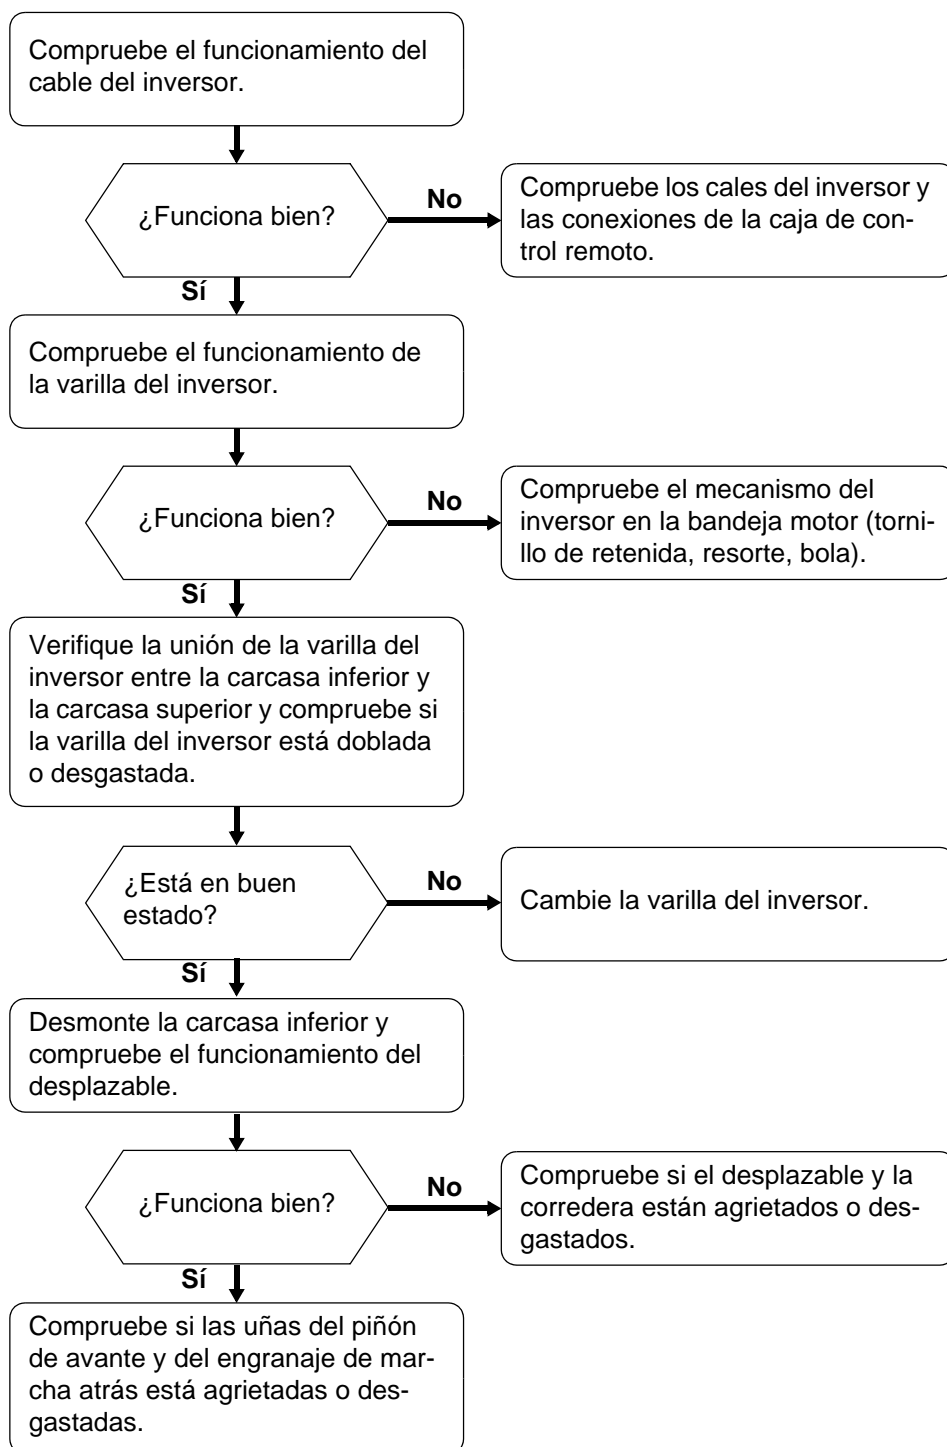 Compruebe el funcionamiento del
cable del inversor.
¿Funciona bien?
No
Compruebe los cales del inversor y
las conexiones de la caja de con-
trol remoto.
Sí
Compruebe el funcionamiento de
la varilla del inversor.
¿Funciona bien?
No
Compruebe el mecanismo del
inversor en la bandeja motor (torni-
llo de retenida, resorte, bola).
Sí
Verifique la unión de la varilla del
inversor entre la carcasa inferior y
la carcasa superior y compruebe si
la varilla del inversor está doblada
o desgastada.
¿Está en buen
estado?
No
Cambie la varilla del inversor.
Sí
Desmonte la carcasa inferior y
compruebe el funcionamiento del
desplazable.
¿Funciona bien?
No
Compruebe si el desplazable y la
corredera están agrietados o des-
gastados.
Sí
Compruebe si las uñas del piñón
de avante y del engranaje de mar-
cha atrás está agrietadas o des-
gastadas.